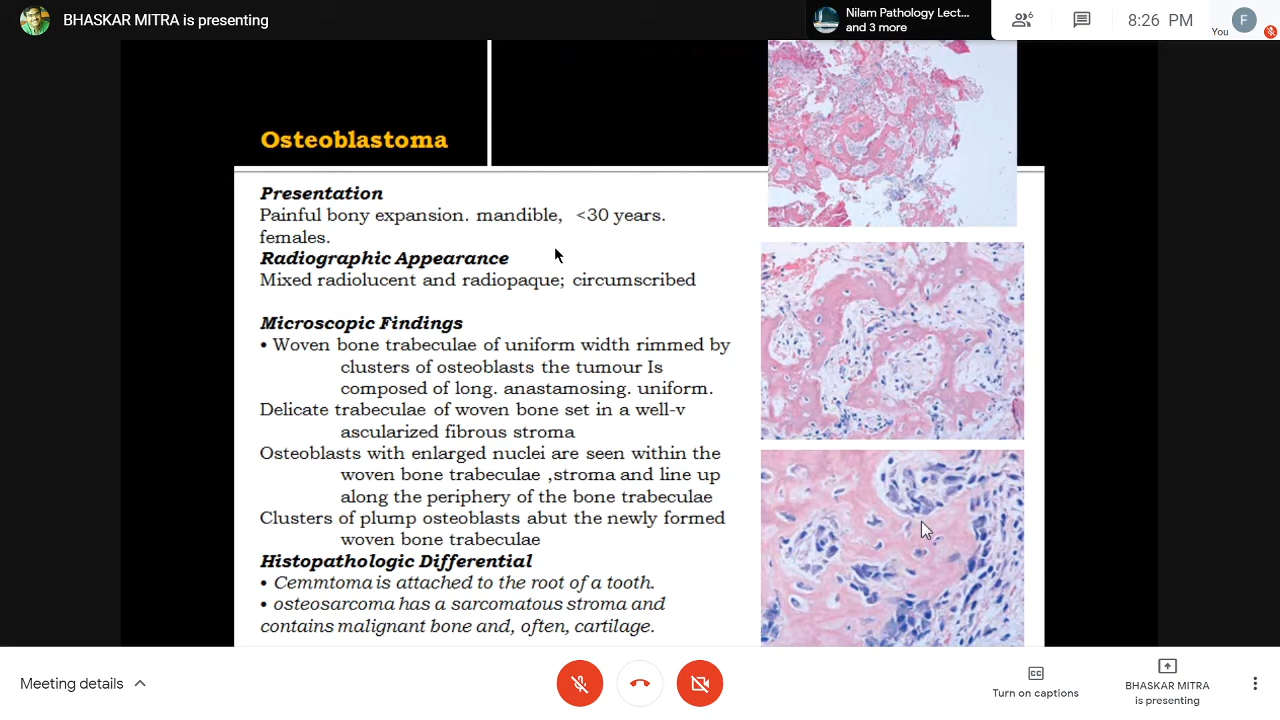 BHASKAR MITRA is presenting
Nilam Pathology Lect...
and 3 more
6
8:26 PM
You
F
Osteoblastoma
Presentation
Painful bony expansion. mandible, <30 years.
females.
Radiographic Appearance
Mixed radiolucent and radiopaque; circumscribed
Microscopic Findings
• Woven bone trabeculae of uniform width rimmed by
clusters of osteoblasts the tumour Is
composed of long. anastamosing. uniform.
Delicate trabeculae of woven bone set in a well-v
ascularized fibrous stroma
Osteoblasts with enlarged nuclei are seen within the
woven bone trabeculae ,stroma and line up
along the periphery of the bone trabeculae
Clusters of plump osteoblasts abut the newly formed
woven bone trabeculae
Histopathologic Differential
• Cemmtoma is attached to the root of a tooth.
• osteosarcoma has a sarcomatous stroma and
contains malignant bone and, often, cartilage.
Meeting details
CC
Turn on captions
BHASKAR MITRA
is presenting